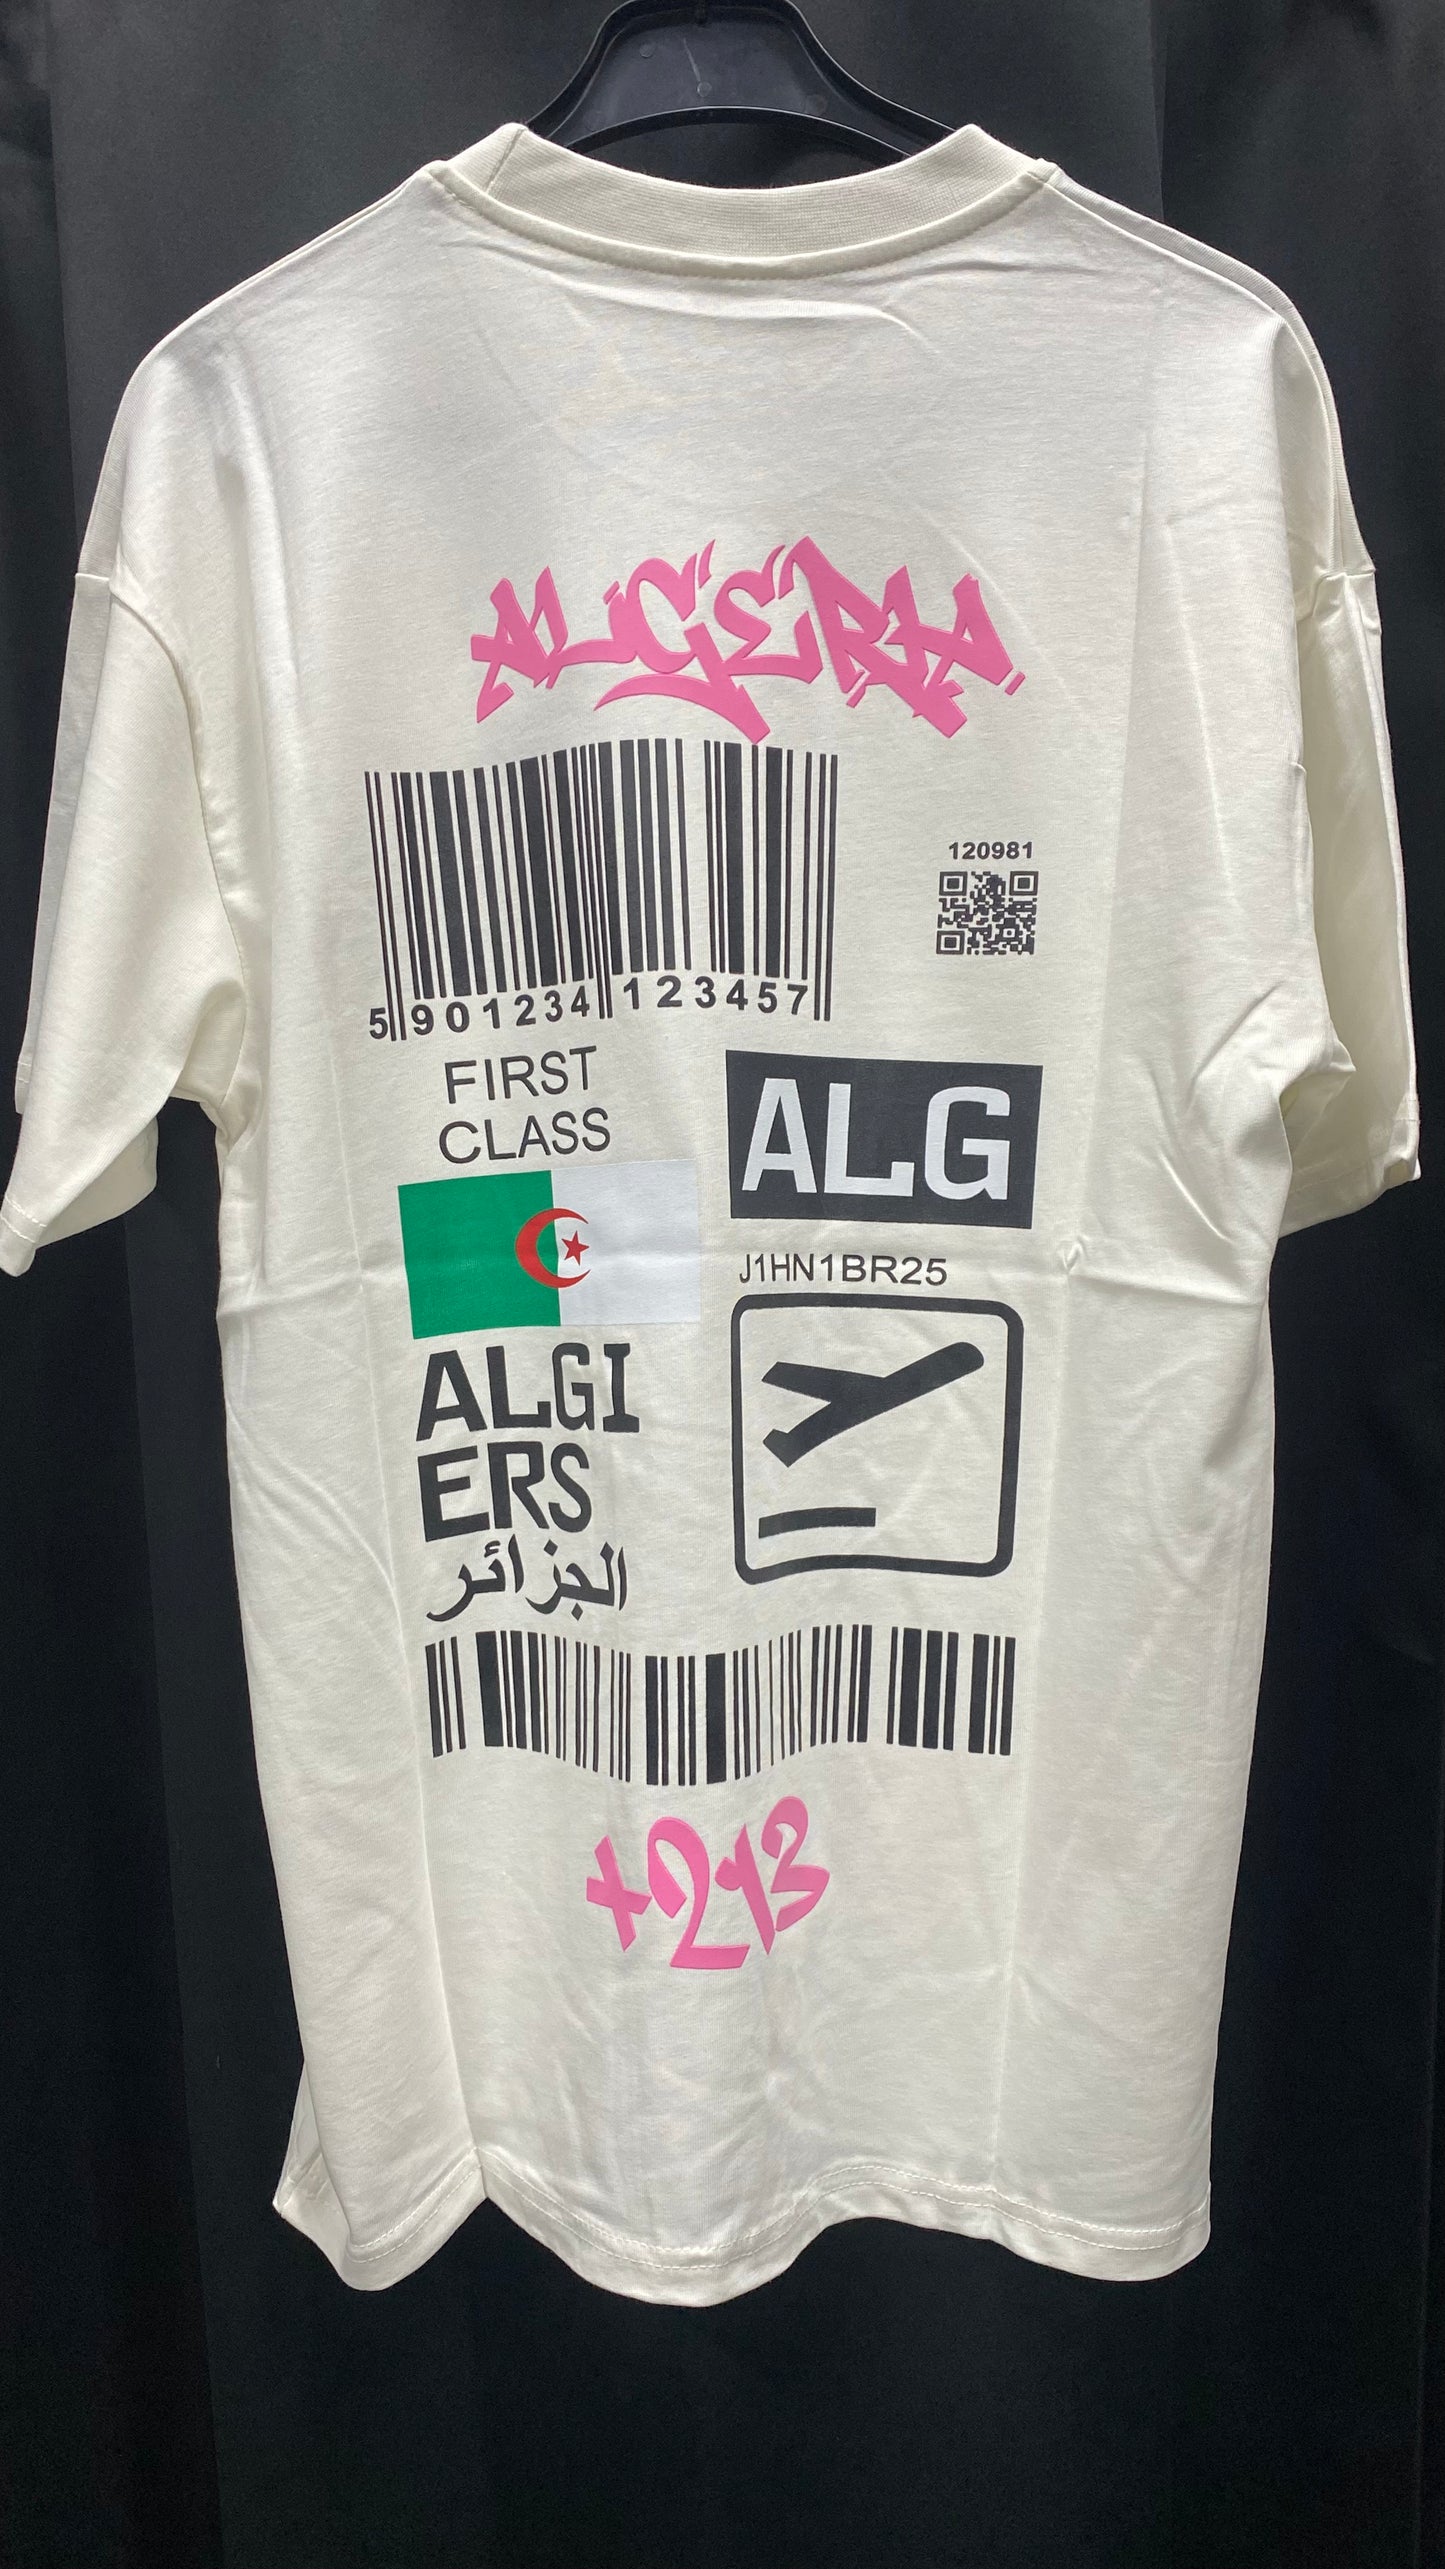 ALGERIA
120981
5 901234 123457
FIRST
CLASS
ALG
J1HN1BR25
ALGI
ERS
الجزائر
+213